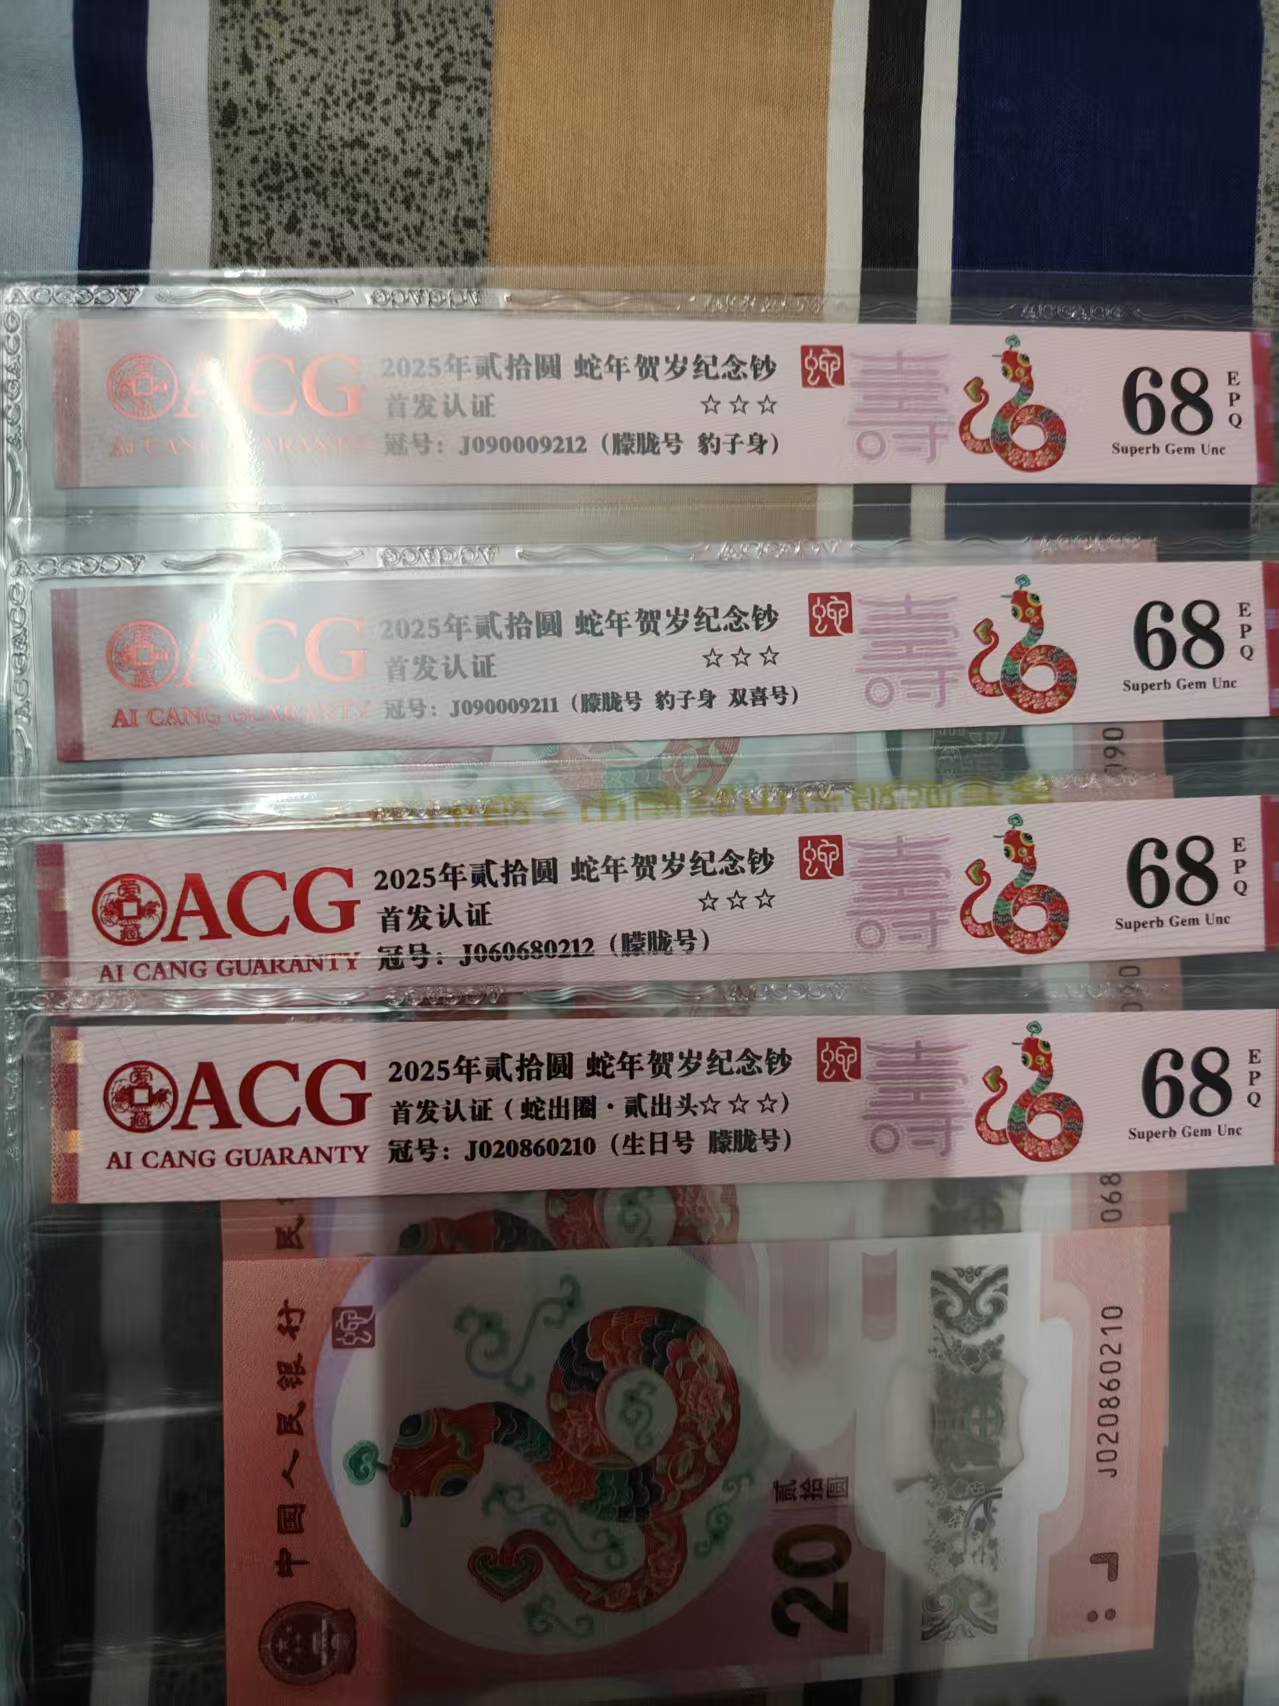 ACG
AI CANG GUARANTY
2025年贰拾圆 蛇年贺岁纪念钞
首发认证 ☆☆☆
冠号：J090009212（朦胧号 豹子身）
68
EPQ
Superb Gem Unc
ACG
AI CANG GUARANTY
2025年贰拾圆 蛇年贺岁纪念钞
首发认证 ☆☆☆
冠号：J090009211（朦胧号 豹子身 双喜号）
68
EPQ
Superb Gem Unc
ACG
AI CANG GUARANTY
2025年贰拾圆 蛇年贺岁纪念钞
首发认证 ☆☆☆
冠号：J060680212（朦胧号）
68
EPQ
Superb Gem Unc
ACG
AI CANG GUARANTY
2025年贰拾圆 蛇年贺岁纪念钞
首发认证（蛇出圈·贰出头☆☆☆）
冠号：J020860210（生日号 朦胧号）
68
EPQ
Superb Gem Unc
中国人民银行
贰拾圆
20
J020860210